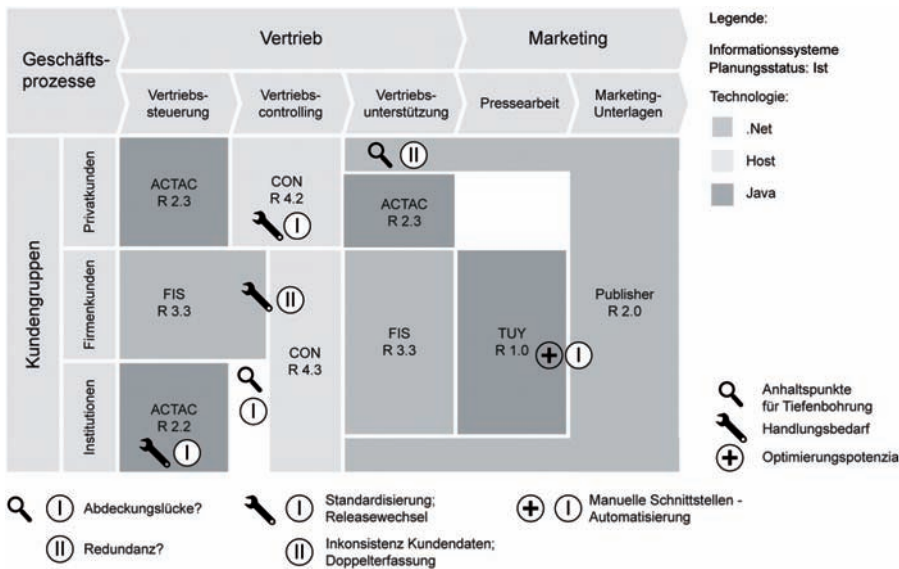 Geschäfts-
prozesse
Vertrieb
Marketing
Vertriebs-
steuerung
Vertriebs-
controlling
Vertriebs-
unterstützung
Pressearbeit
Marketing-
Unterlagen
Legende:
Informationssysteme
Planungsstatus: Ist
Technologie:
.Net
Host
Java
Kundengruppen
Privatkunden
Firmenkunden
Institutionen
ACTAC
R 2.3
CON
R 4.2
I
II
ACTAC
R 2.3
FIS
R 3.3
II
CON
R 4.3
FIS
R 3.3
TUY
R 1.0
I
Publisher
R 2.0
I
ACTAC
R 2.2
I
Anhaltspunkte
für Tiefenbohrung
Handlungsbedarf
Optimierungspotenzia
I Abdeckungslücke?
II Redundanz?
I Standardisierung;
Releasewechsel
II Inkonsistenz Kundendaten;
Doppelterfassung
I Manuelle Schnittstellen -
Automatisierung